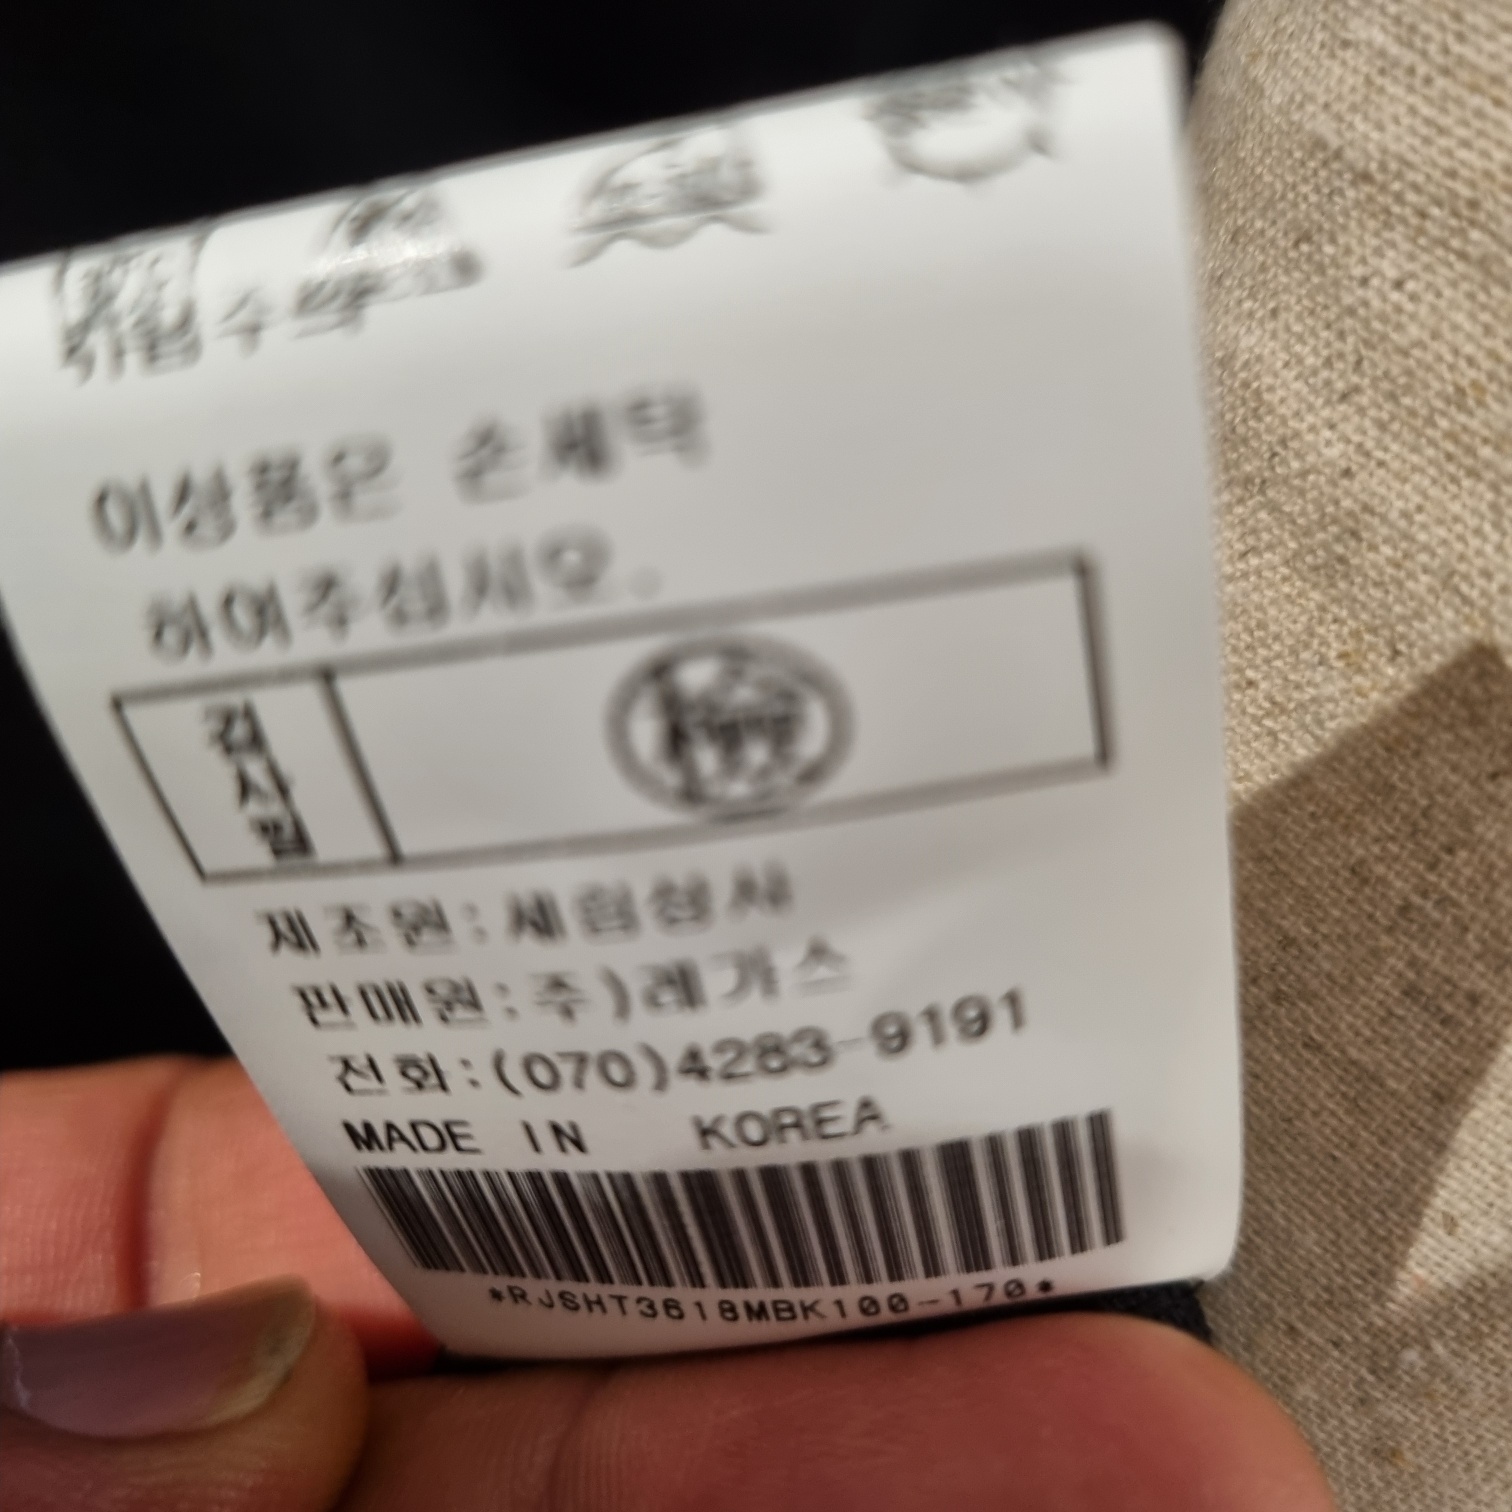 이상품은 손세탁
하여주십시오.
검사필
제조원:세림상사
판매원:주)레가스
전화:(070)4283-9191
MADE IN KOREA
*RJSHT3618MBK100-170*